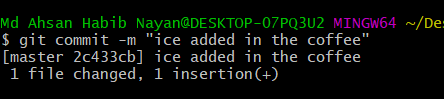 Md Ahsan Habib Nayan@DESKTOP-07PQ3U2 MINGW64 ~/Des
$ git commit -m "ice added in the coffee"
[master 2c433cb] ice added in the coffee
 1 file changed, 1 insertion(+)